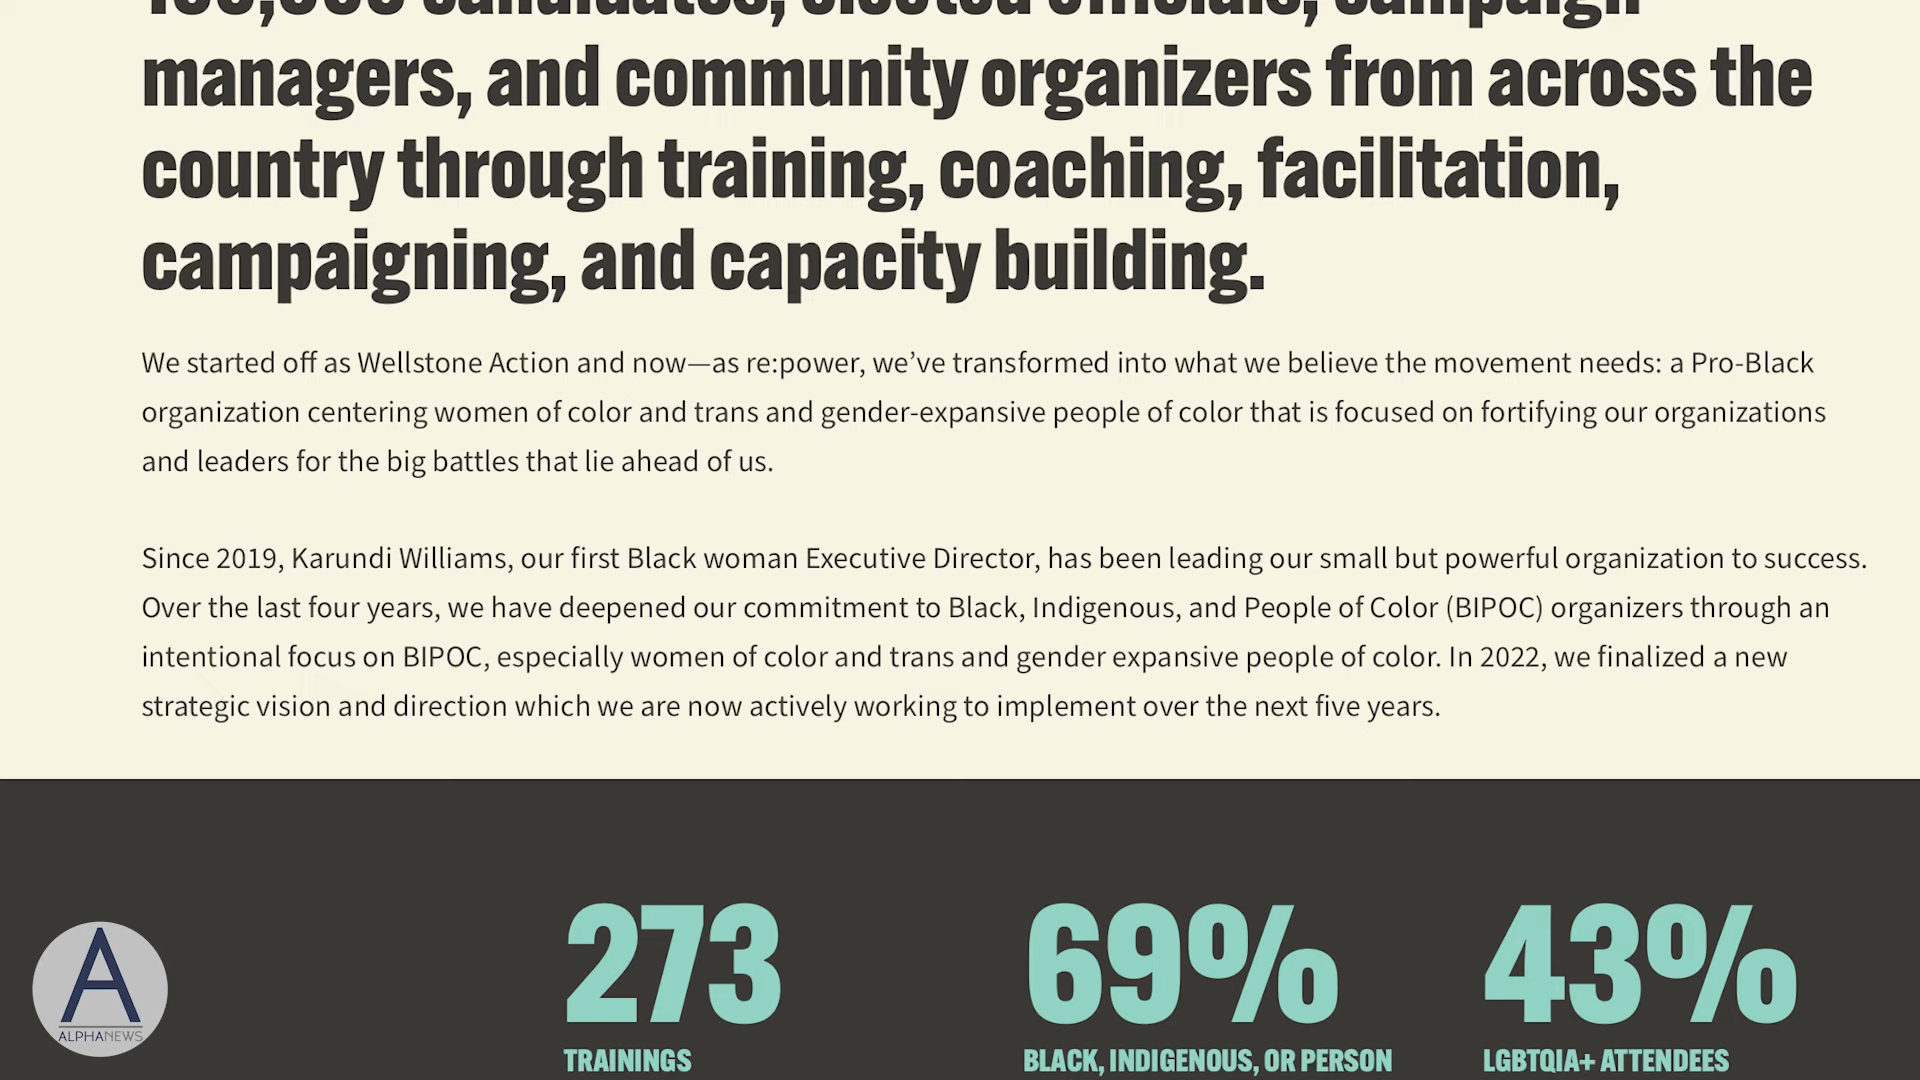 100,000 candidates, elected officials, campaign
managers, and community organizers from across the
country through training, coaching, facilitation,
campaigning, and capacity building.
We started off as Wellstone Action and now—as re:power, we’ve transformed into what we believe the movement needs: a Pro-Black
organization centering women of color and trans and gender-expansive people of color that is focused on fortifying our organizations
and leaders for the big battles that lie ahead of us.
Since 2019, Karundi Williams, our first Black woman Executive Director, has been leading our small but powerful organization to success.
Over the last four years, we have deepened our commitment to Black, Indigenous, and People of Color (BIPOC) organizers through an
intentional focus on BIPOC, especially women of color and trans and gender expansive people of color. In 2022, we finalized a new
strategic vision and direction which we are now actively working to implement over the next five years.
273
TRAININGS
69%
BLACK, INDIGENOUS, OR PERSON
43%
LGBTQIA+ ATTENDEES
A
ALPHANEWS